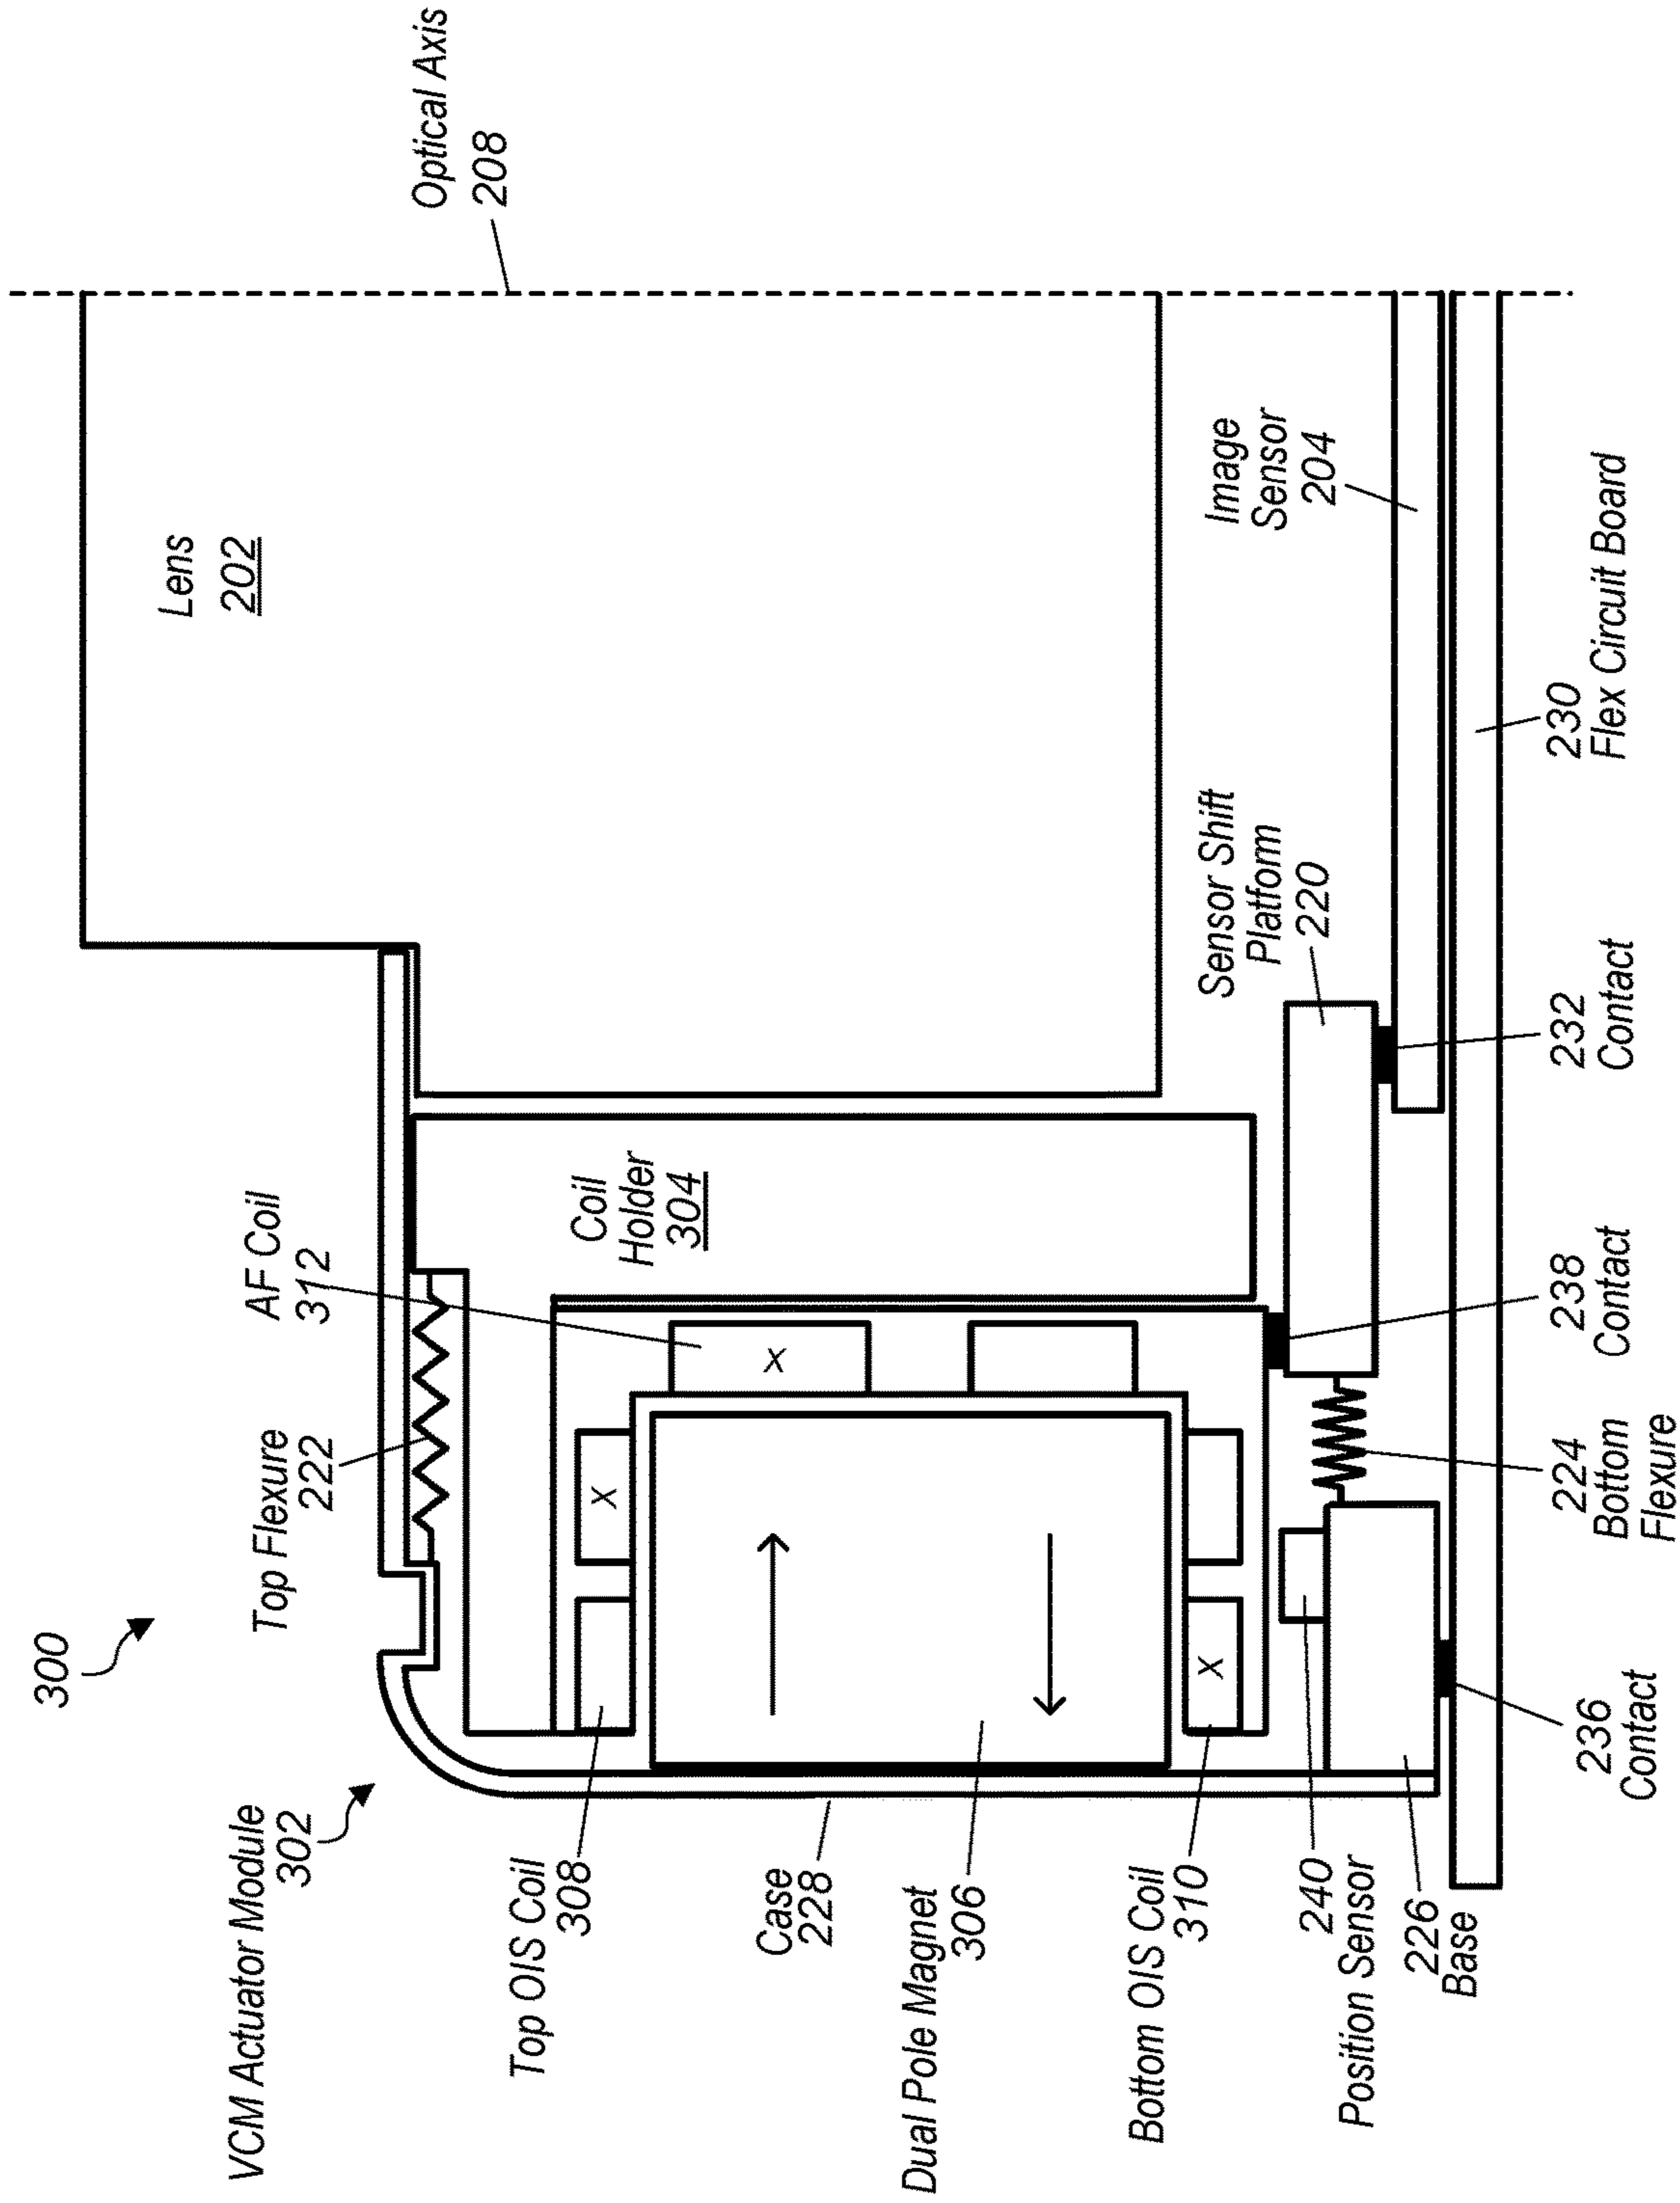 300
VCM Actuator Module
302
Top Flexure
222
AF Coil
312
Lens
202
Optical Axis
208
Top OIS Coil
308
X
X
Coil
Holder
304
Case
228
Dual Pole Magnet
306
Bottom OIS Coil
310
X
Sensor Shift
Platform
220
Image
Sensor
204
240
Position Sensor
226
Base
236
Contact
224
Bottom
Flexure
238
Contact
232
Contact
230
Flex Circuit Board